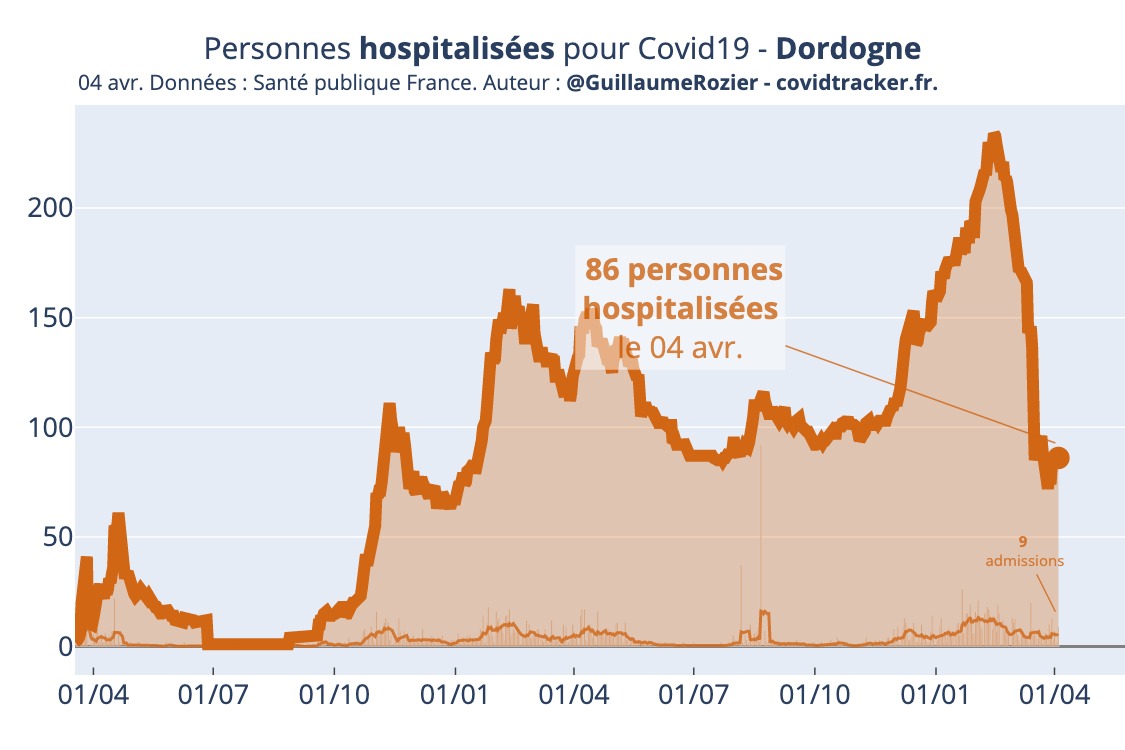 Personnes hospitalisées pour Covid19 - Dordogne
04 avr. Données : Santé publique France. Auteur : @GuillaumeRozier - covidtracker.fr.
200
150
100
50
0
86 personnes
hospitalisées
le 04 avr.
9
admissions
01/04 01/07 01/10 01/01 01/04 01/07 01/10 01/01 01/04